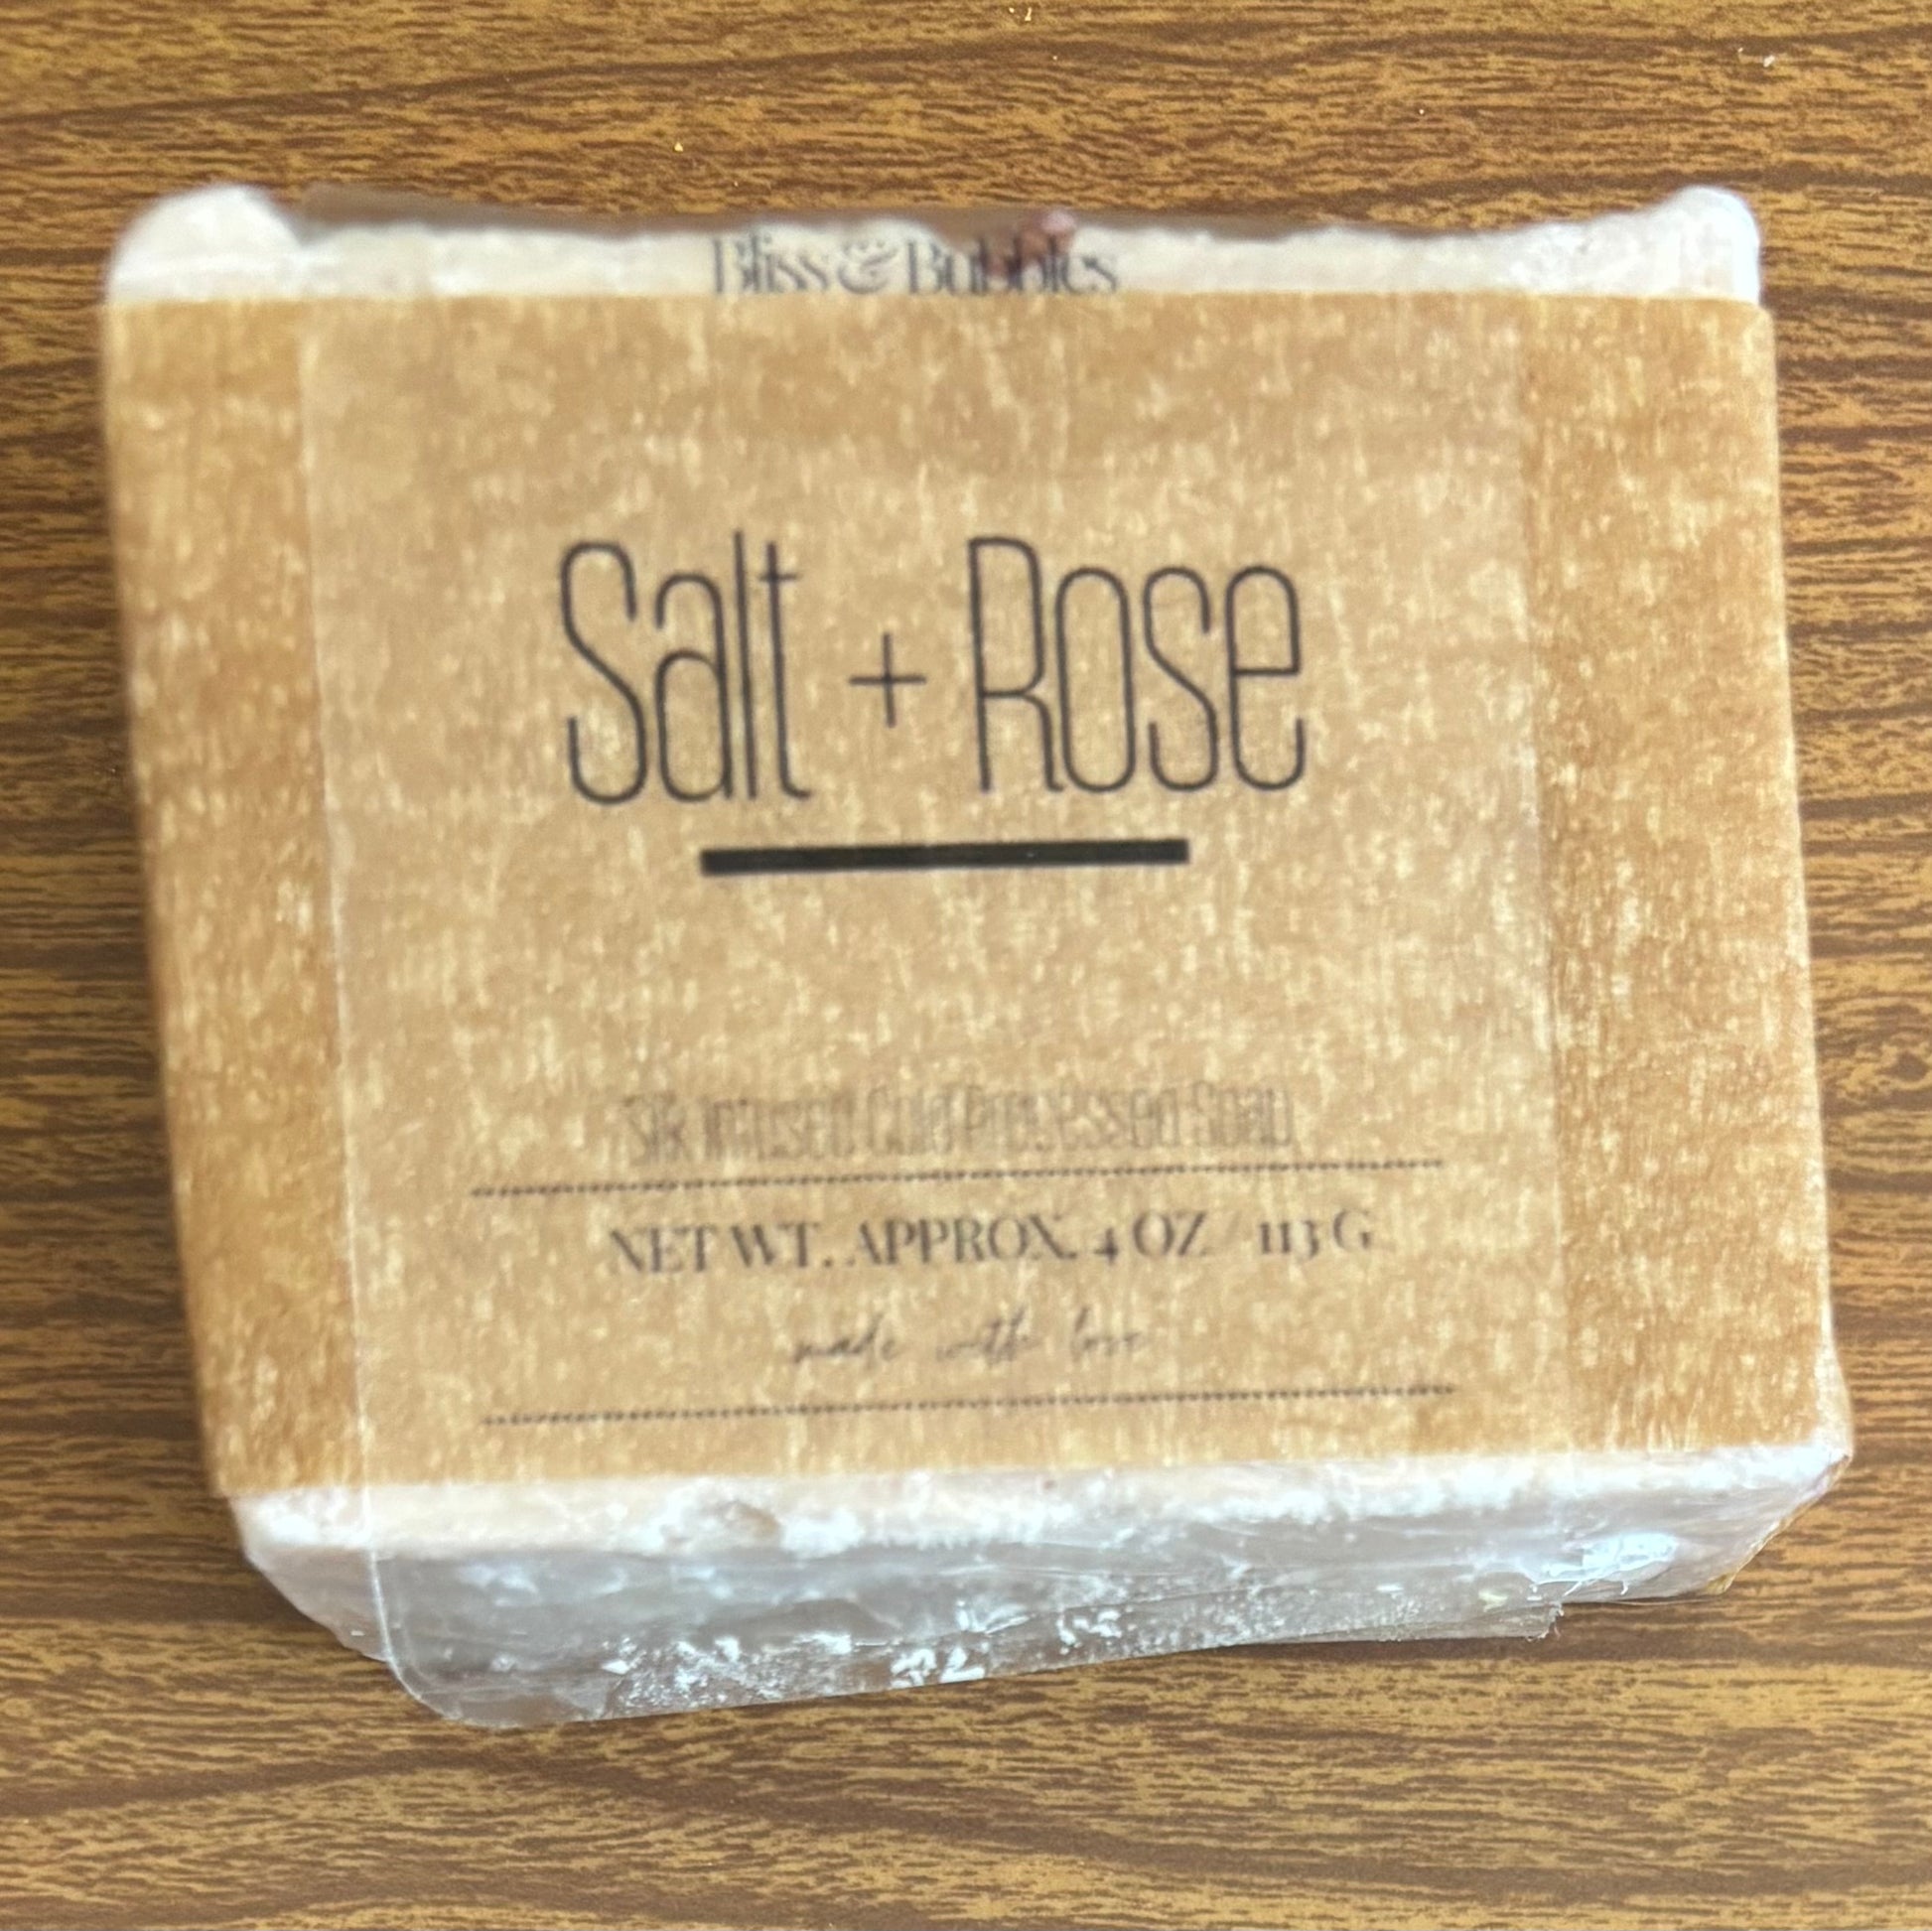 Bliss & Bubbles
Salt + Rose
Silk Infused Cold Processed Soap
NET WT. APPROX. 4 OZ 113 G
made with love